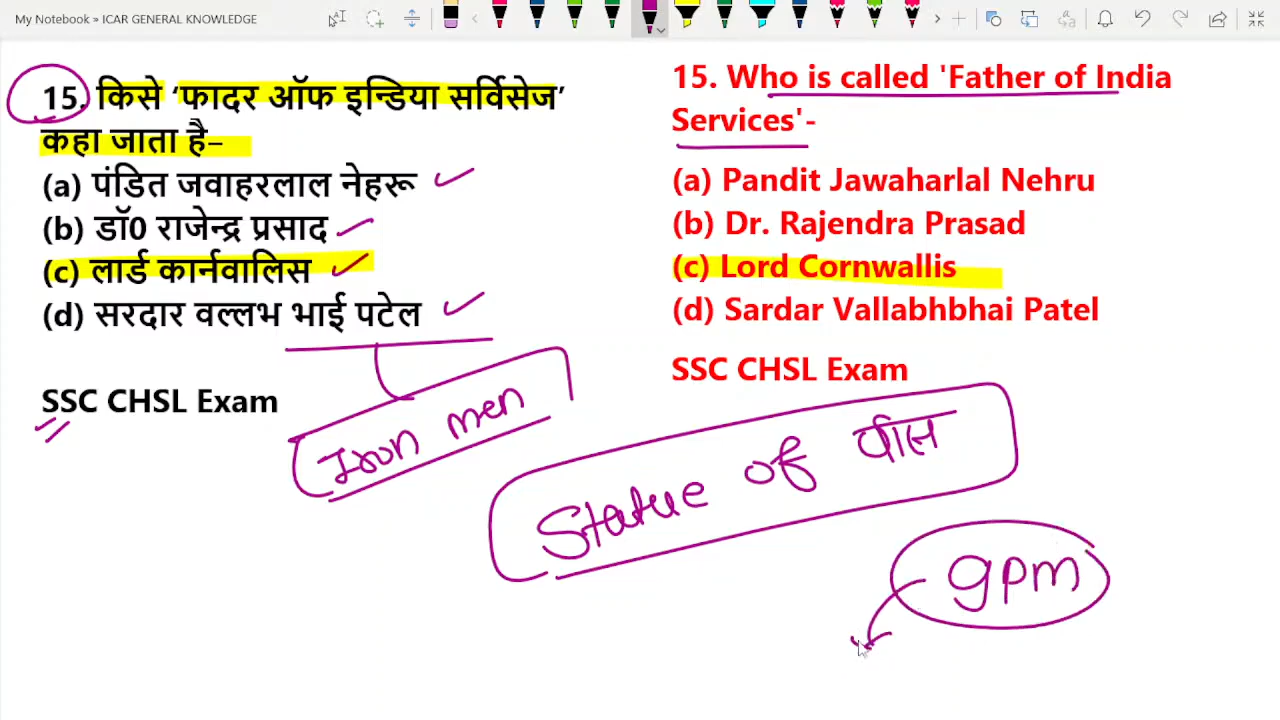 My Notebook » ICAR GENERAL KNOWLEDGE
15. किसे ‘फादर ऑफ इन्डिया सर्विसेज’
कहा जाता है–
(a) पंडित जवाहरलाल नेहरू
(b) डॉ0 राजेन्द्र प्रसाद
(c) लार्ड कार्नवालिस
(d) सरदार वल्लभ भाई पटेल
SSC CHSL Exam
15. Who is called 'Father of India
Services'-
(a) Pandit Jawaharlal Nehru
(b) Dr. Rajendra Prasad
(c) Lord Cornwallis
(d) Sardar Vallabhbhai Patel
SSC CHSL Exam
Iron men
Statue of
gpm